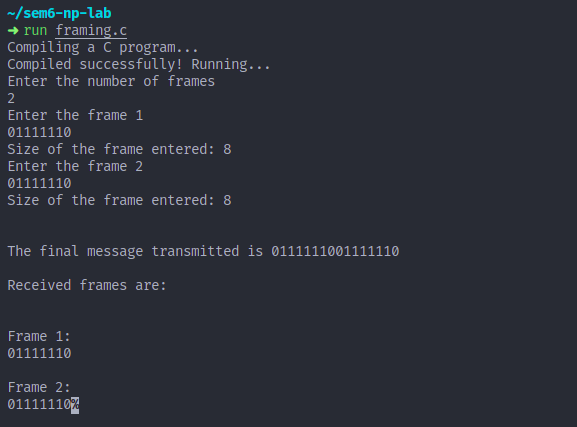 ~/sem6-np-lab
➜ run framing.c
Compiling a C program...
Compiled successfully! Running...
Enter the number of frames
2
Enter the frame 1
01111110
Size of the frame entered: 8
Enter the frame 2
01111110
Size of the frame entered: 8
The final message transmitted is 0111111001111110
Received frames are:
Frame 1:
01111110
Frame 2:
01111110%